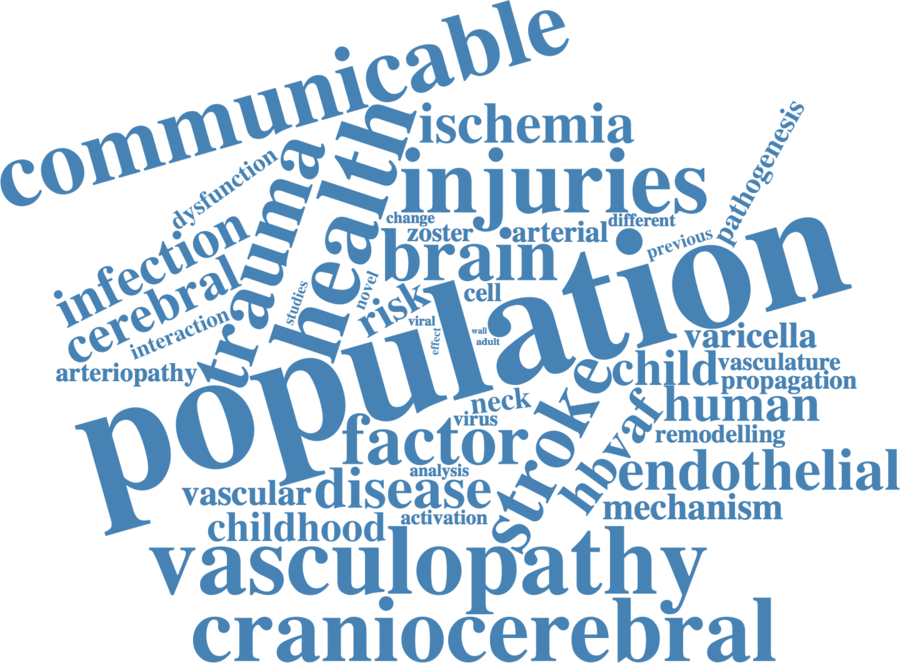 communicable
ischemia
health
injuries
pathogenesis
dysfunction
trauma
change
different
zoster
arterial
previous
infection
brain
population
cerebral
studies
novel
risk
cell
interaction
viral
effect
wall
adult
varicella
arteriopathy
child
vasculature
propagation
stroke
neck
virus
hbvaf
human
factor
remodelling
analysis
endothelial
vascular
disease
mechanism
activation
childhood
vasculopathy
craniocerebral